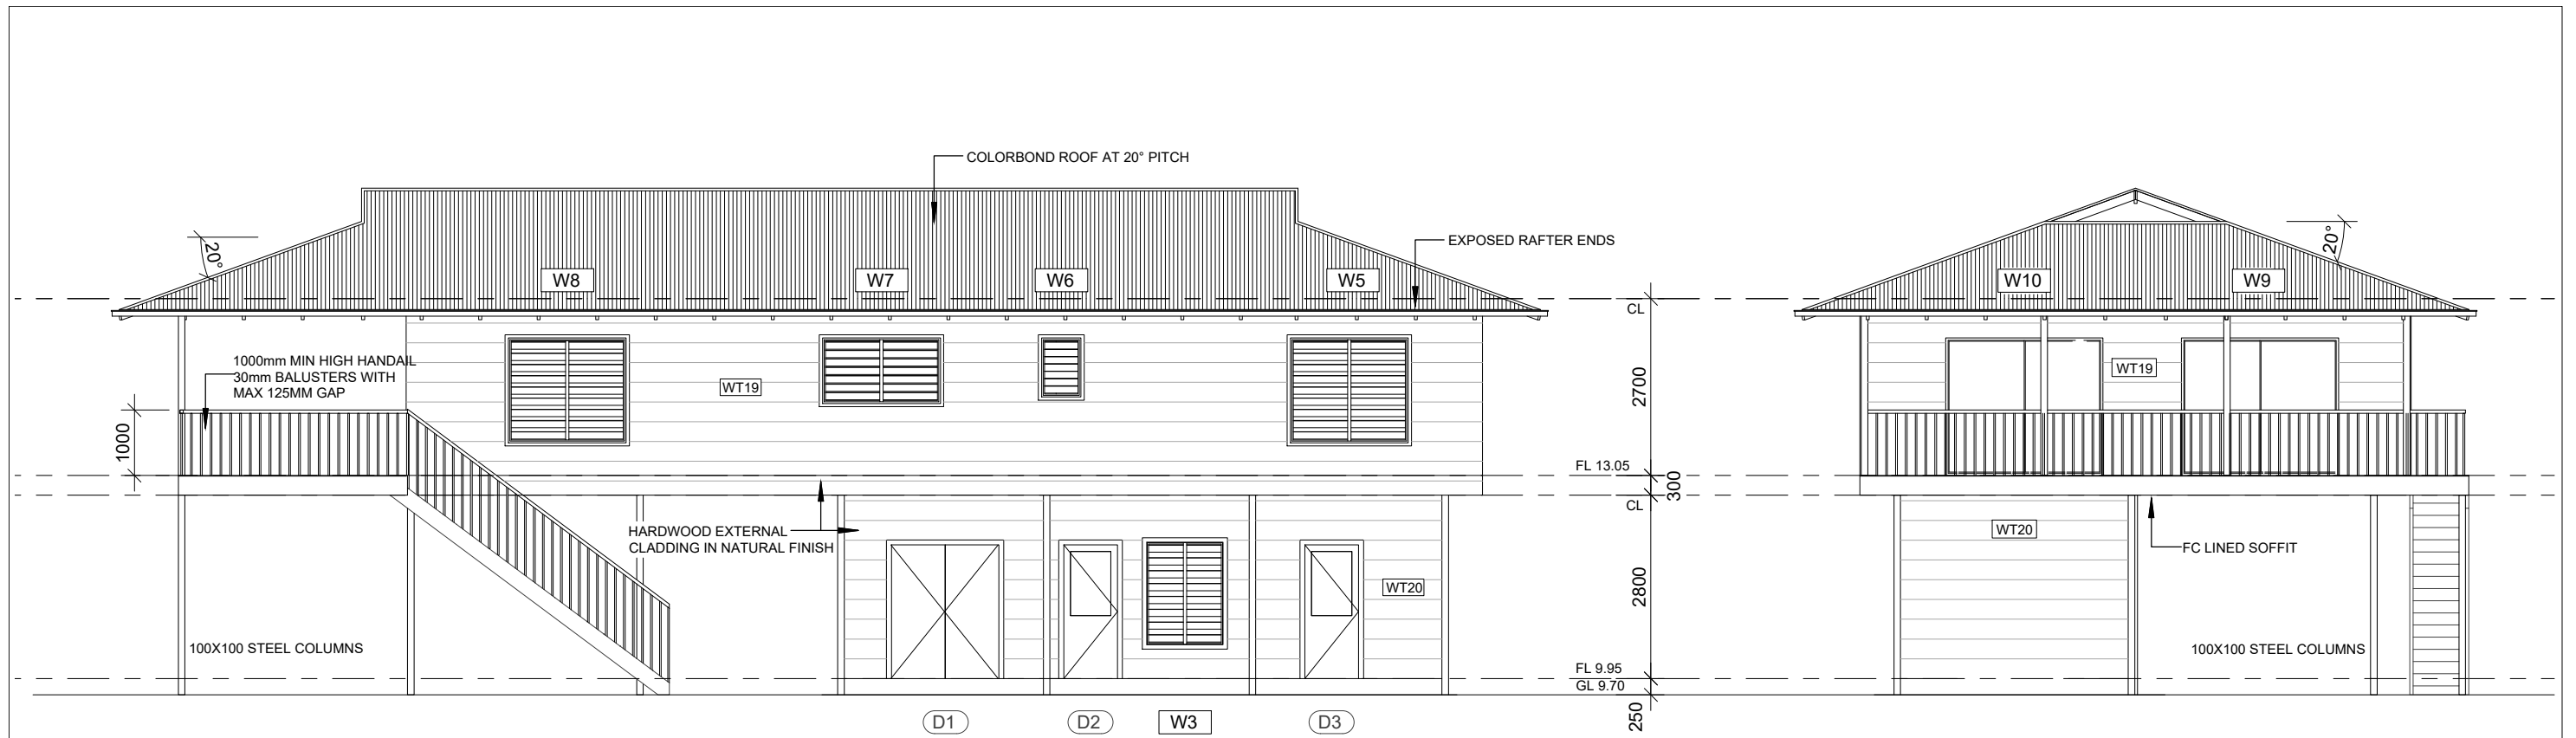 COLORBOND ROOF AT 20° PITCH
EXPOSED RAFTER ENDS
20°
20°
W8
W7
W6
W5
W10
W9
CL
1000mm MIN HIGH HANDAIL
30mm BALUSTERS WITH
MAX 125MM GAP
WT19
WT19
2700
1000
FL 13.05
300
CL
HARDWOOD EXTERNAL
CLADDING IN NATURAL FINISH
WT20
FC LINED SOFFIT
WT20
2800
100X100 STEEL COLUMNS
100X100 STEEL COLUMNS
FL 9.95
GL 9.70
250
D1
D2
W3
D3